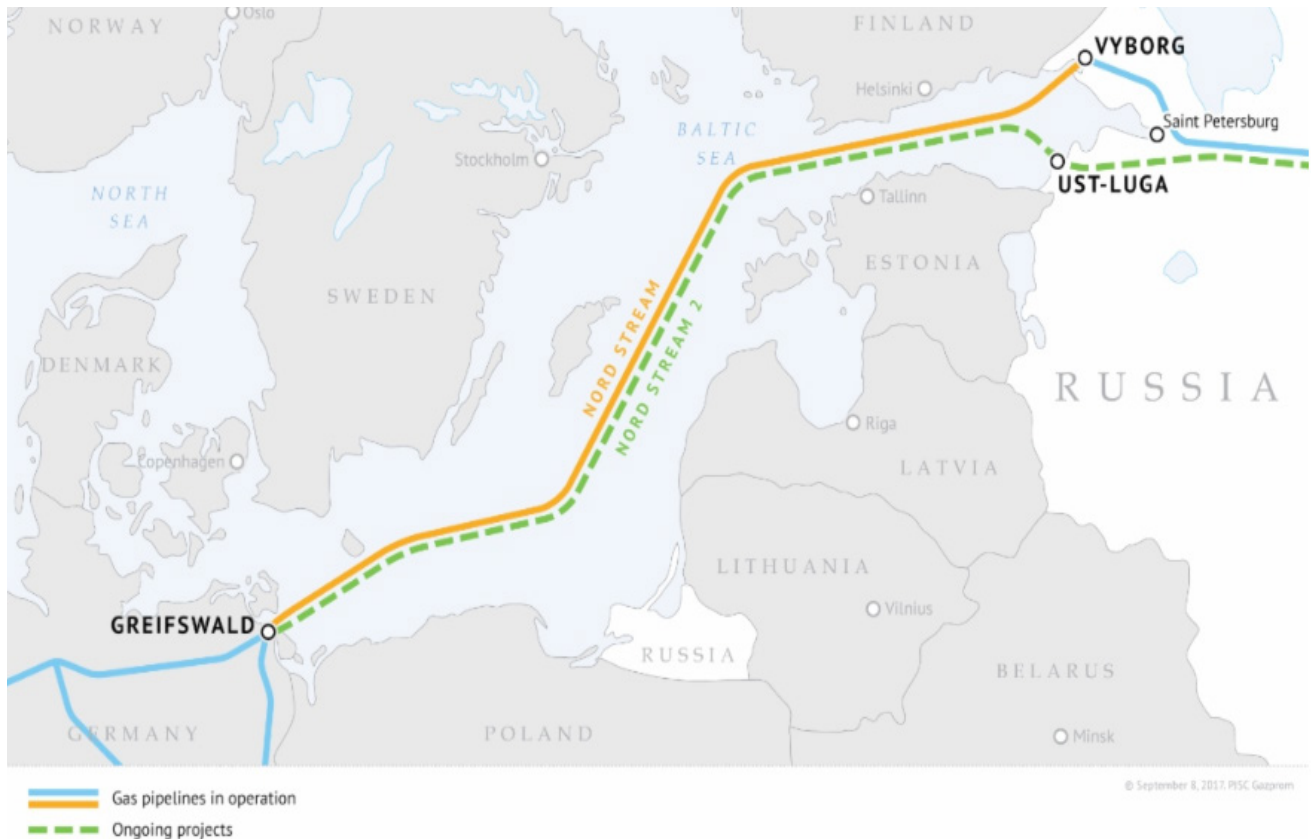 NORWAY
Oslo
FINLAND
VYBORG
Helsinki
BALTIC
SEA
Saint Petersburg
Stockholm
UST-LUGA
NORTH
SEA
Tallinn
ESTONIA
SWEDEN
NORD STREAM
NORD STREAM 2
DENMARK
RUSSIA
Riga
Copenhagen
LATVIA
LITHUANIA
Vilnius
GREIFSWALD
RUSSIA
BELARUS
GERMANY
POLAND
Minsk
Gas pipelines in operation
© September 8, 2017, PJSC Gazprom
Ongoing projects